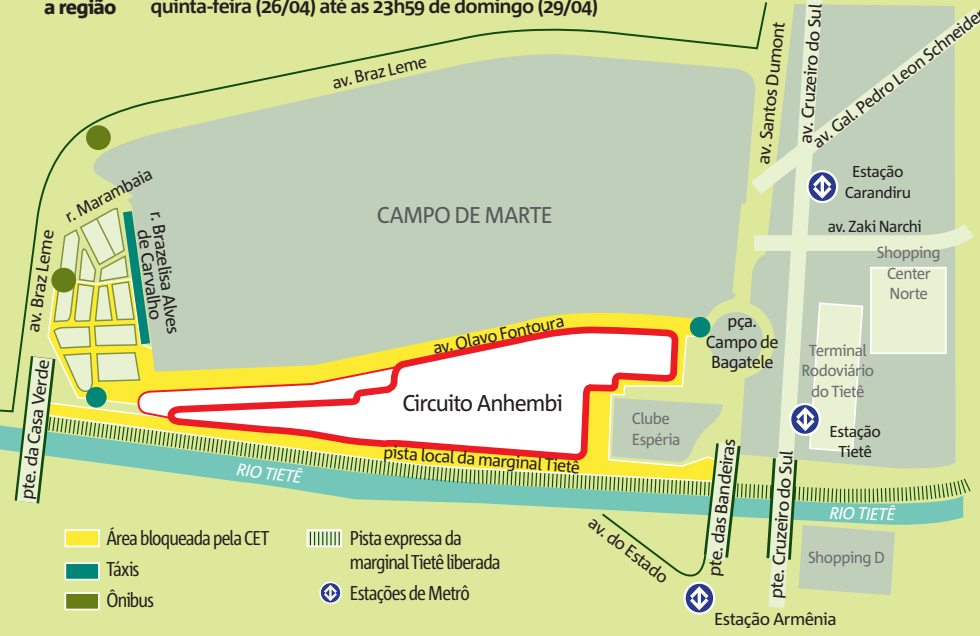 a região
quinta-feira (26/04) até as 23h59 de domingo (29/04)
av. Braz Leme
av. Santos Dumont
av. Cruzeiro do Sul
av. Gal. Pedro Leon Schneider
Estação
Carandiru
r. Marambaia
r. Brazelisa Alves
de Carvalho
CAMPO DE MARTE
av. Zaki Narchi
Shopping
Center
Norte
av. Braz Leme
av. Olavo Fontoura
pça.
Campo de
Bagatele
Terminal
Rodoviário
do Tietê
pte. da Casa Verde
Circuito Anhembi
Clube
Espéria
Estação
Tietê
pista local da marginal Tietê
RIO TIETÊ
pte. das Bandeiras
pte. Cruzeiro do Sul
RIO TIETÊ
av. do Estado
Shopping D
Estação Armênia
Área bloqueada pela CET
Táxis
Ônibus
Pista expressa da
marginal Tietê liberada
Estações de Metrô